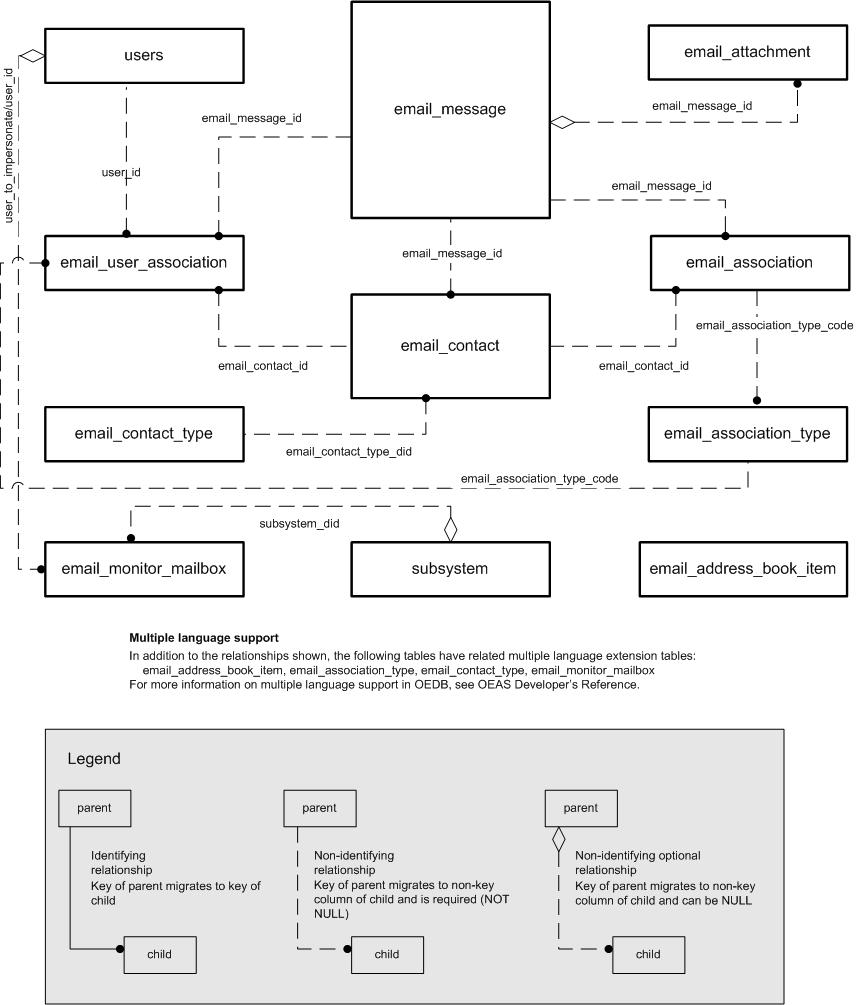 users
email_message
email_attachment
email_message_id
email_message_id
user_to_impersonate/user_id
user_id
email_message_id
email_message_id
email_user_association
email_association
email_association_type_code
email_contact
email_contact_id
email_contact_id
email_contact_type
email_association_type
email_contact_type_did
email_association_type_code
subsystem_did
email_monitor_mailbox
subsystem
email_address_book_item
Multiple language support
In addition to the relationships shown, the following tables have related multiple language extension tables:
email_address_book_item, email_association_type, email_contact_type, email_monitor_mailbox
For more information on multiple language support in OEDB, see OEAS Developer's Reference.
Legend
parent
Identifying
relationship
Key of parent migrates to key of
child
child
parent
Non-identifying
relationship
Key of parent migrates to non-key
column of child and is required (NOT
NULL)
child
parent
Non-identifying optional
relationship
Key of parent migrates to non-key
column of child and can be NULL
child